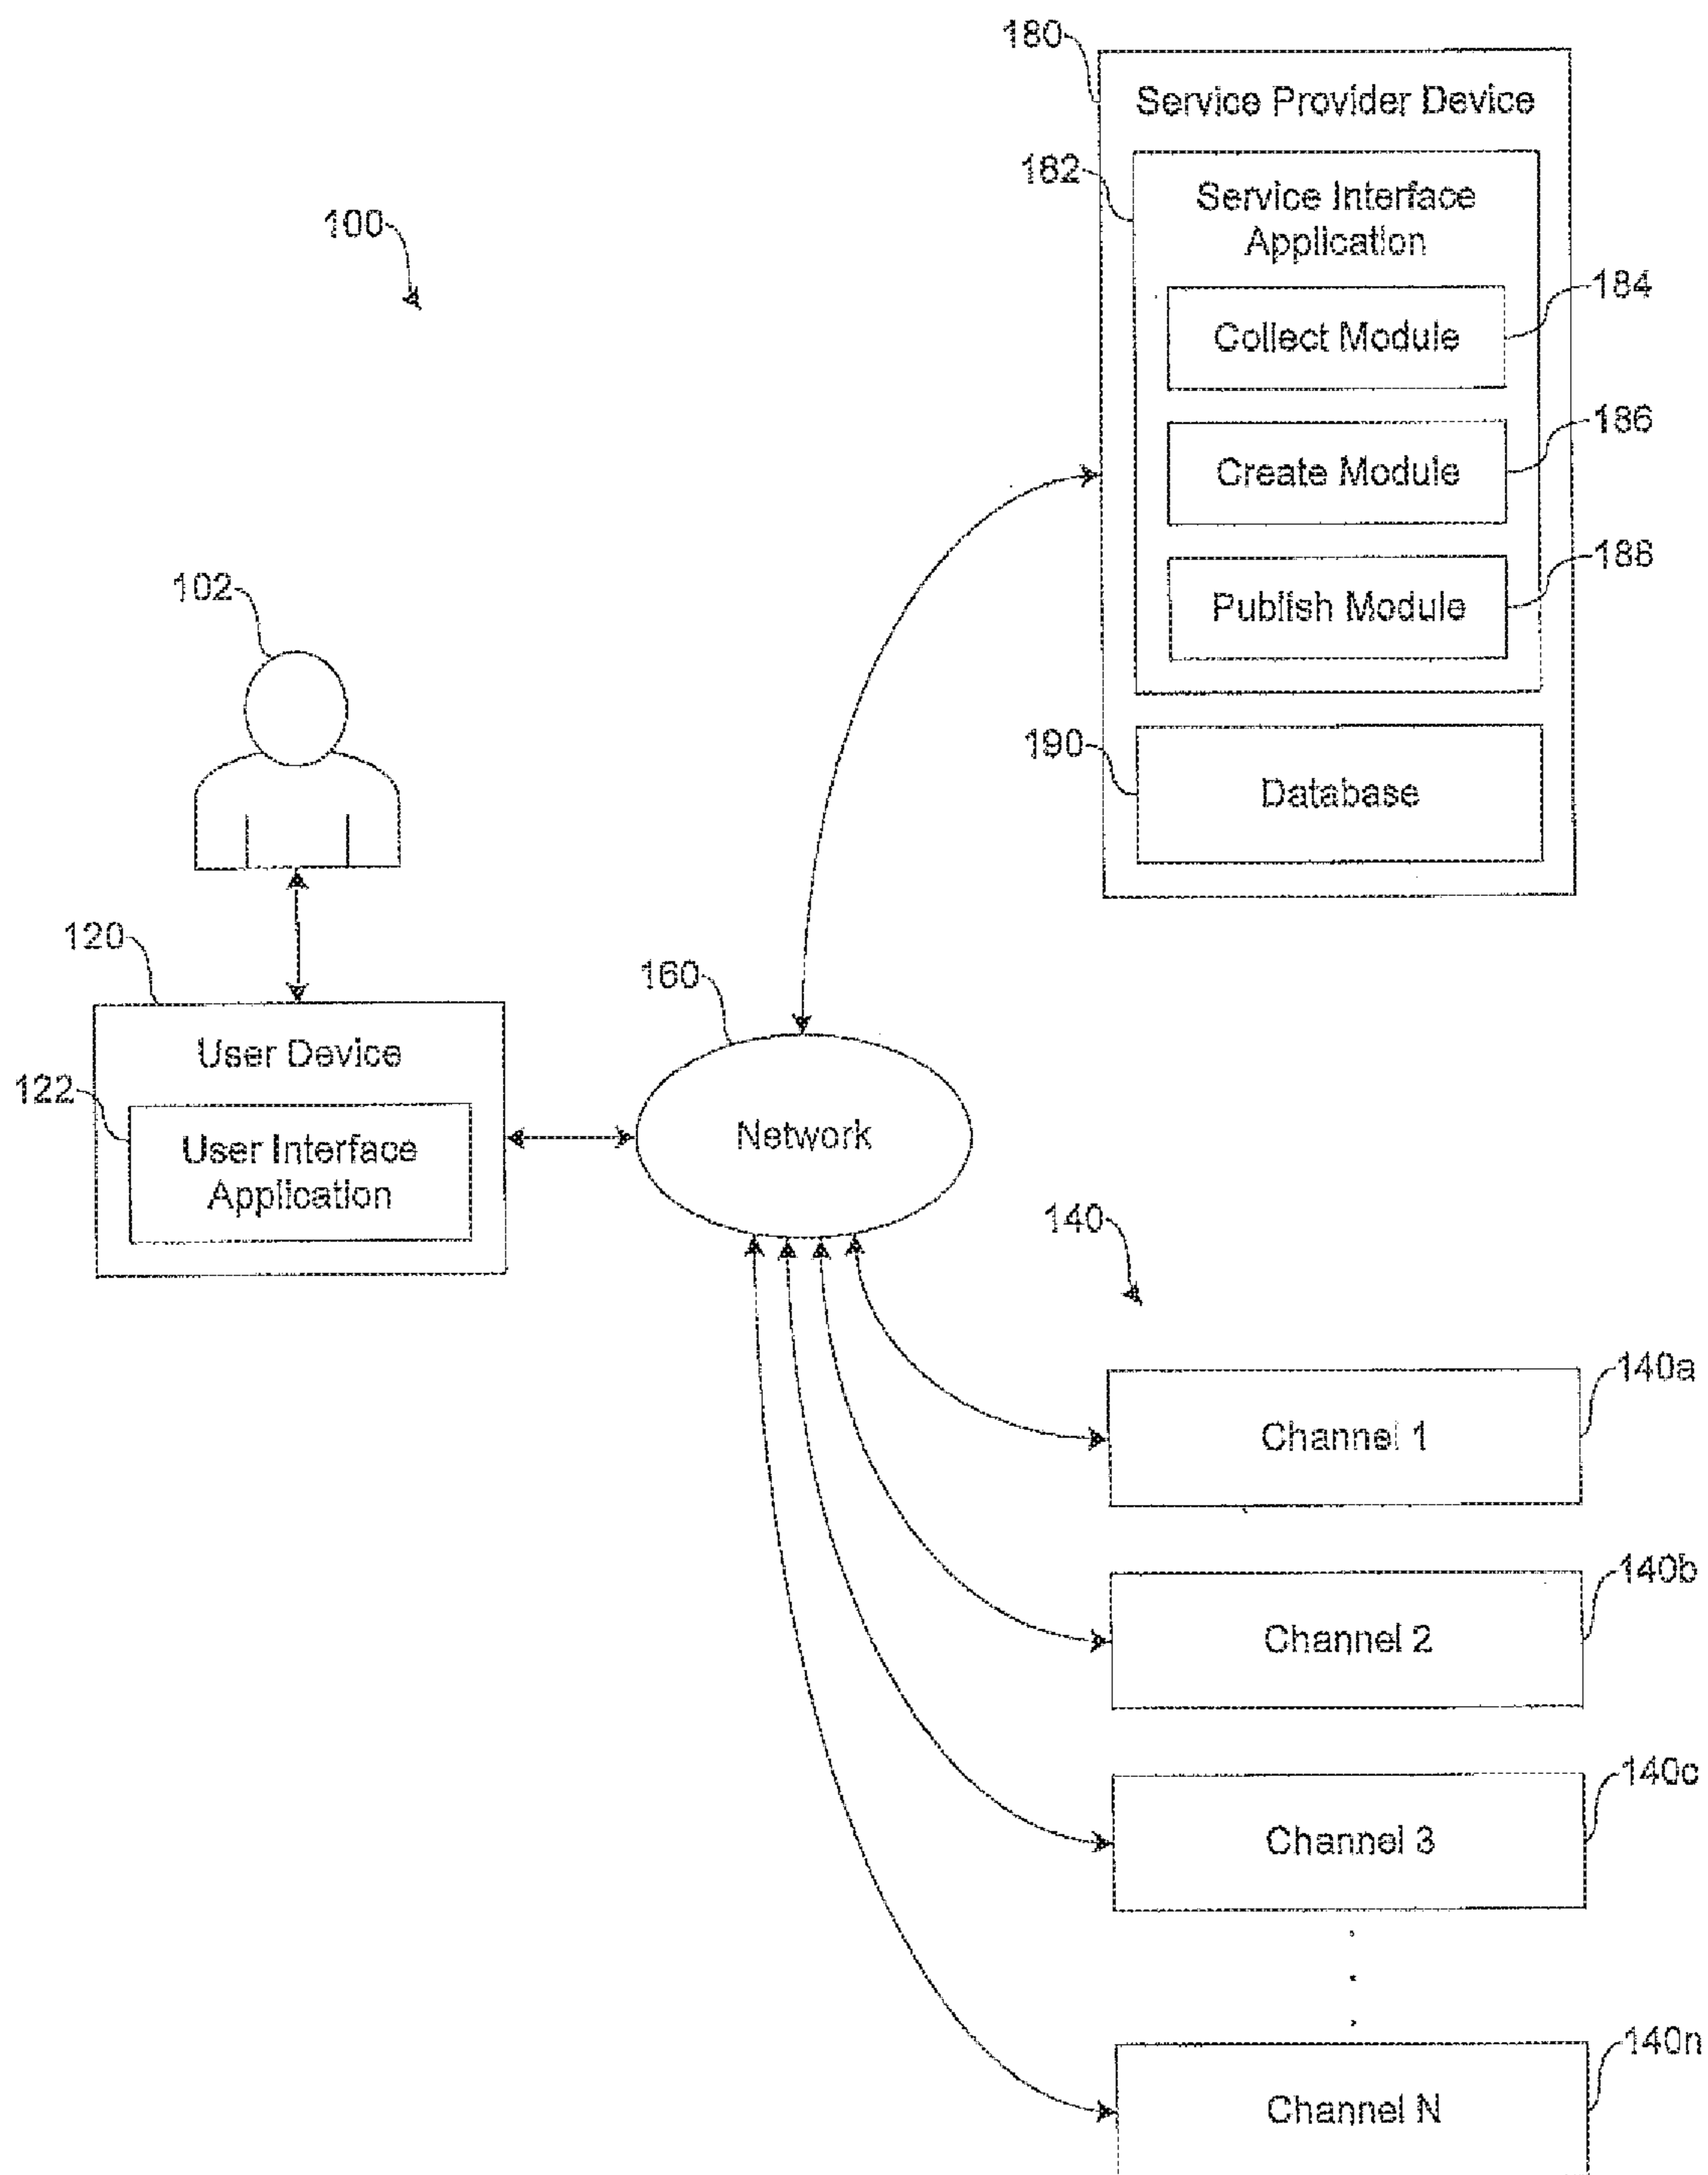 180
Service Provider Device
182
Service Interface
Application
100
184
Collect Module
186
Create Module
188
Publish Module
102
190
Database
120
160
User Device
122
User Interface
Application
Network
140
140a
Channel 1
140b
Channel 2
140c
Channel 3
140n
Channel N